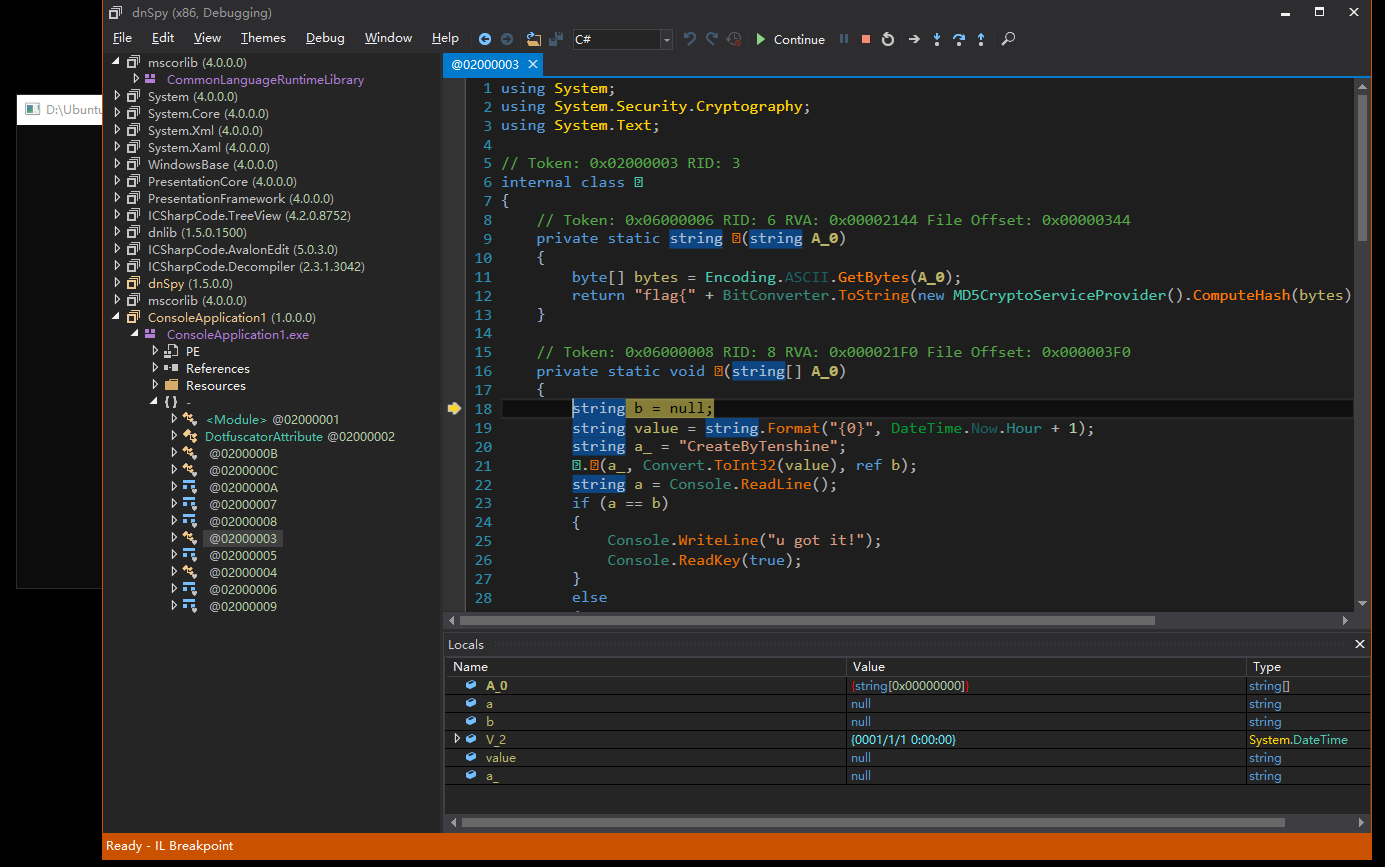 dnSpy (x86, Debugging)
File Edit View Themes Debug Window Help C# Continue
D:\Ubuntu
mscorlib (4.0.0.0)
CommonLanguageRuntimeLibrary
System (4.0.0.0)
System.Core (4.0.0.0)
System.Xml (4.0.0.0)
System.Xaml (4.0.0.0)
WindowsBase (4.0.0.0)
PresentationCore (4.0.0.0)
PresentationFramework (4.0.0.0)
ICSharpCode.TreeView (4.2.0.8752)
dnlib (1.5.0.1500)
ICSharpCode.AvalonEdit (5.0.3.0)
ICSharpCode.Decompiler (2.3.1.3042)
dnSpy (1.5.0.0)
mscorlib (4.0.0.0)
ConsoleApplication1 (1.0.0.0)
ConsoleApplication1.exe
PE
References
Resources
{ } -
<Module> @02000001
DotfuscatorAttribute @02000002
@0200000B
@0200000C
@0200000A
@02000007
@02000008
@02000003
@02000005
@02000004
@02000006
@02000009
@02000003
1 using System;
2 using System.Security.Cryptography;
3 using System.Text;
4
5 // Token: 0x02000003 RID: 3
6 internal class
7 {
8 // Token: 0x06000006 RID: 6 RVA: 0x00002144 File Offset: 0x00000344
9 private static string (string A_0)
10 {
11 byte[] bytes = Encoding.ASCII.GetBytes(A_0);
12 return "flag{" + BitConverter.ToString(new MD5CryptoServiceProvider().ComputeHash(bytes)
13 }
14
15 // Token: 0x06000008 RID: 8 RVA: 0x000021F0 File Offset: 0x000003F0
16 private static void (string[] A_0)
17 {
18 string b = null;
19 string value = string.Format("{0}", DateTime.Now.Hour + 1);
20 string a_ = "CreateByTenshine";
21 .(a_, Convert.ToInt32(value), ref b);
22 string a = Console.ReadLine();
23 if (a == b)
24 {
25 Console.WriteLine("u got it!");
26 Console.ReadKey(true);
27 }
28 else
Locals
Name Value Type
A_0 {string[0x00000000]} string[]
a null string
b null string
V_2 {0001/1/1 0:00:00} System.DateTime
value null string
a_ null string
Ready - IL Breakpoint